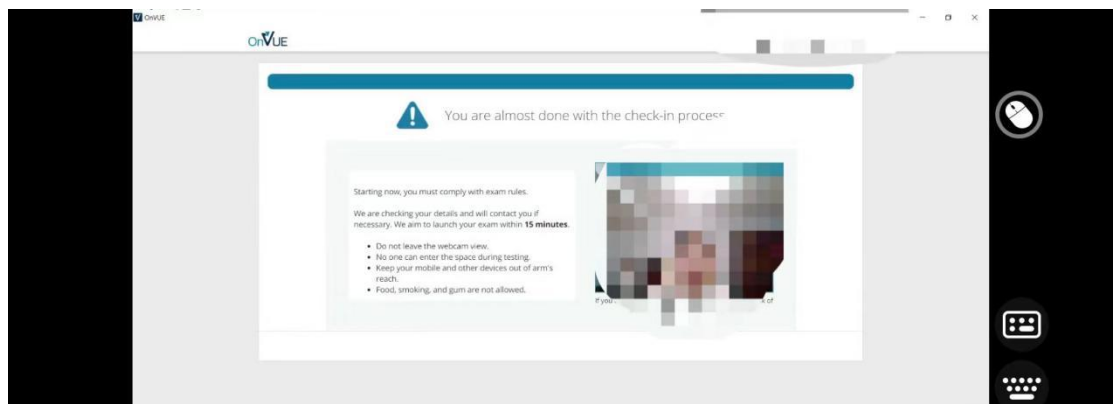 OnVUE
OnVUE
You are almost done with the check-in process
Starting now, you must comply with exam rules.
We are checking your details and will contact you if
necessary. We aim to launch your exam within 15 minutes.
• Do not leave the webcam view.
• No one can enter the space during testing.
• Keep your mobile and other devices out of arm's
reach.
• Food, smoking, and gum are not allowed.
If you
of